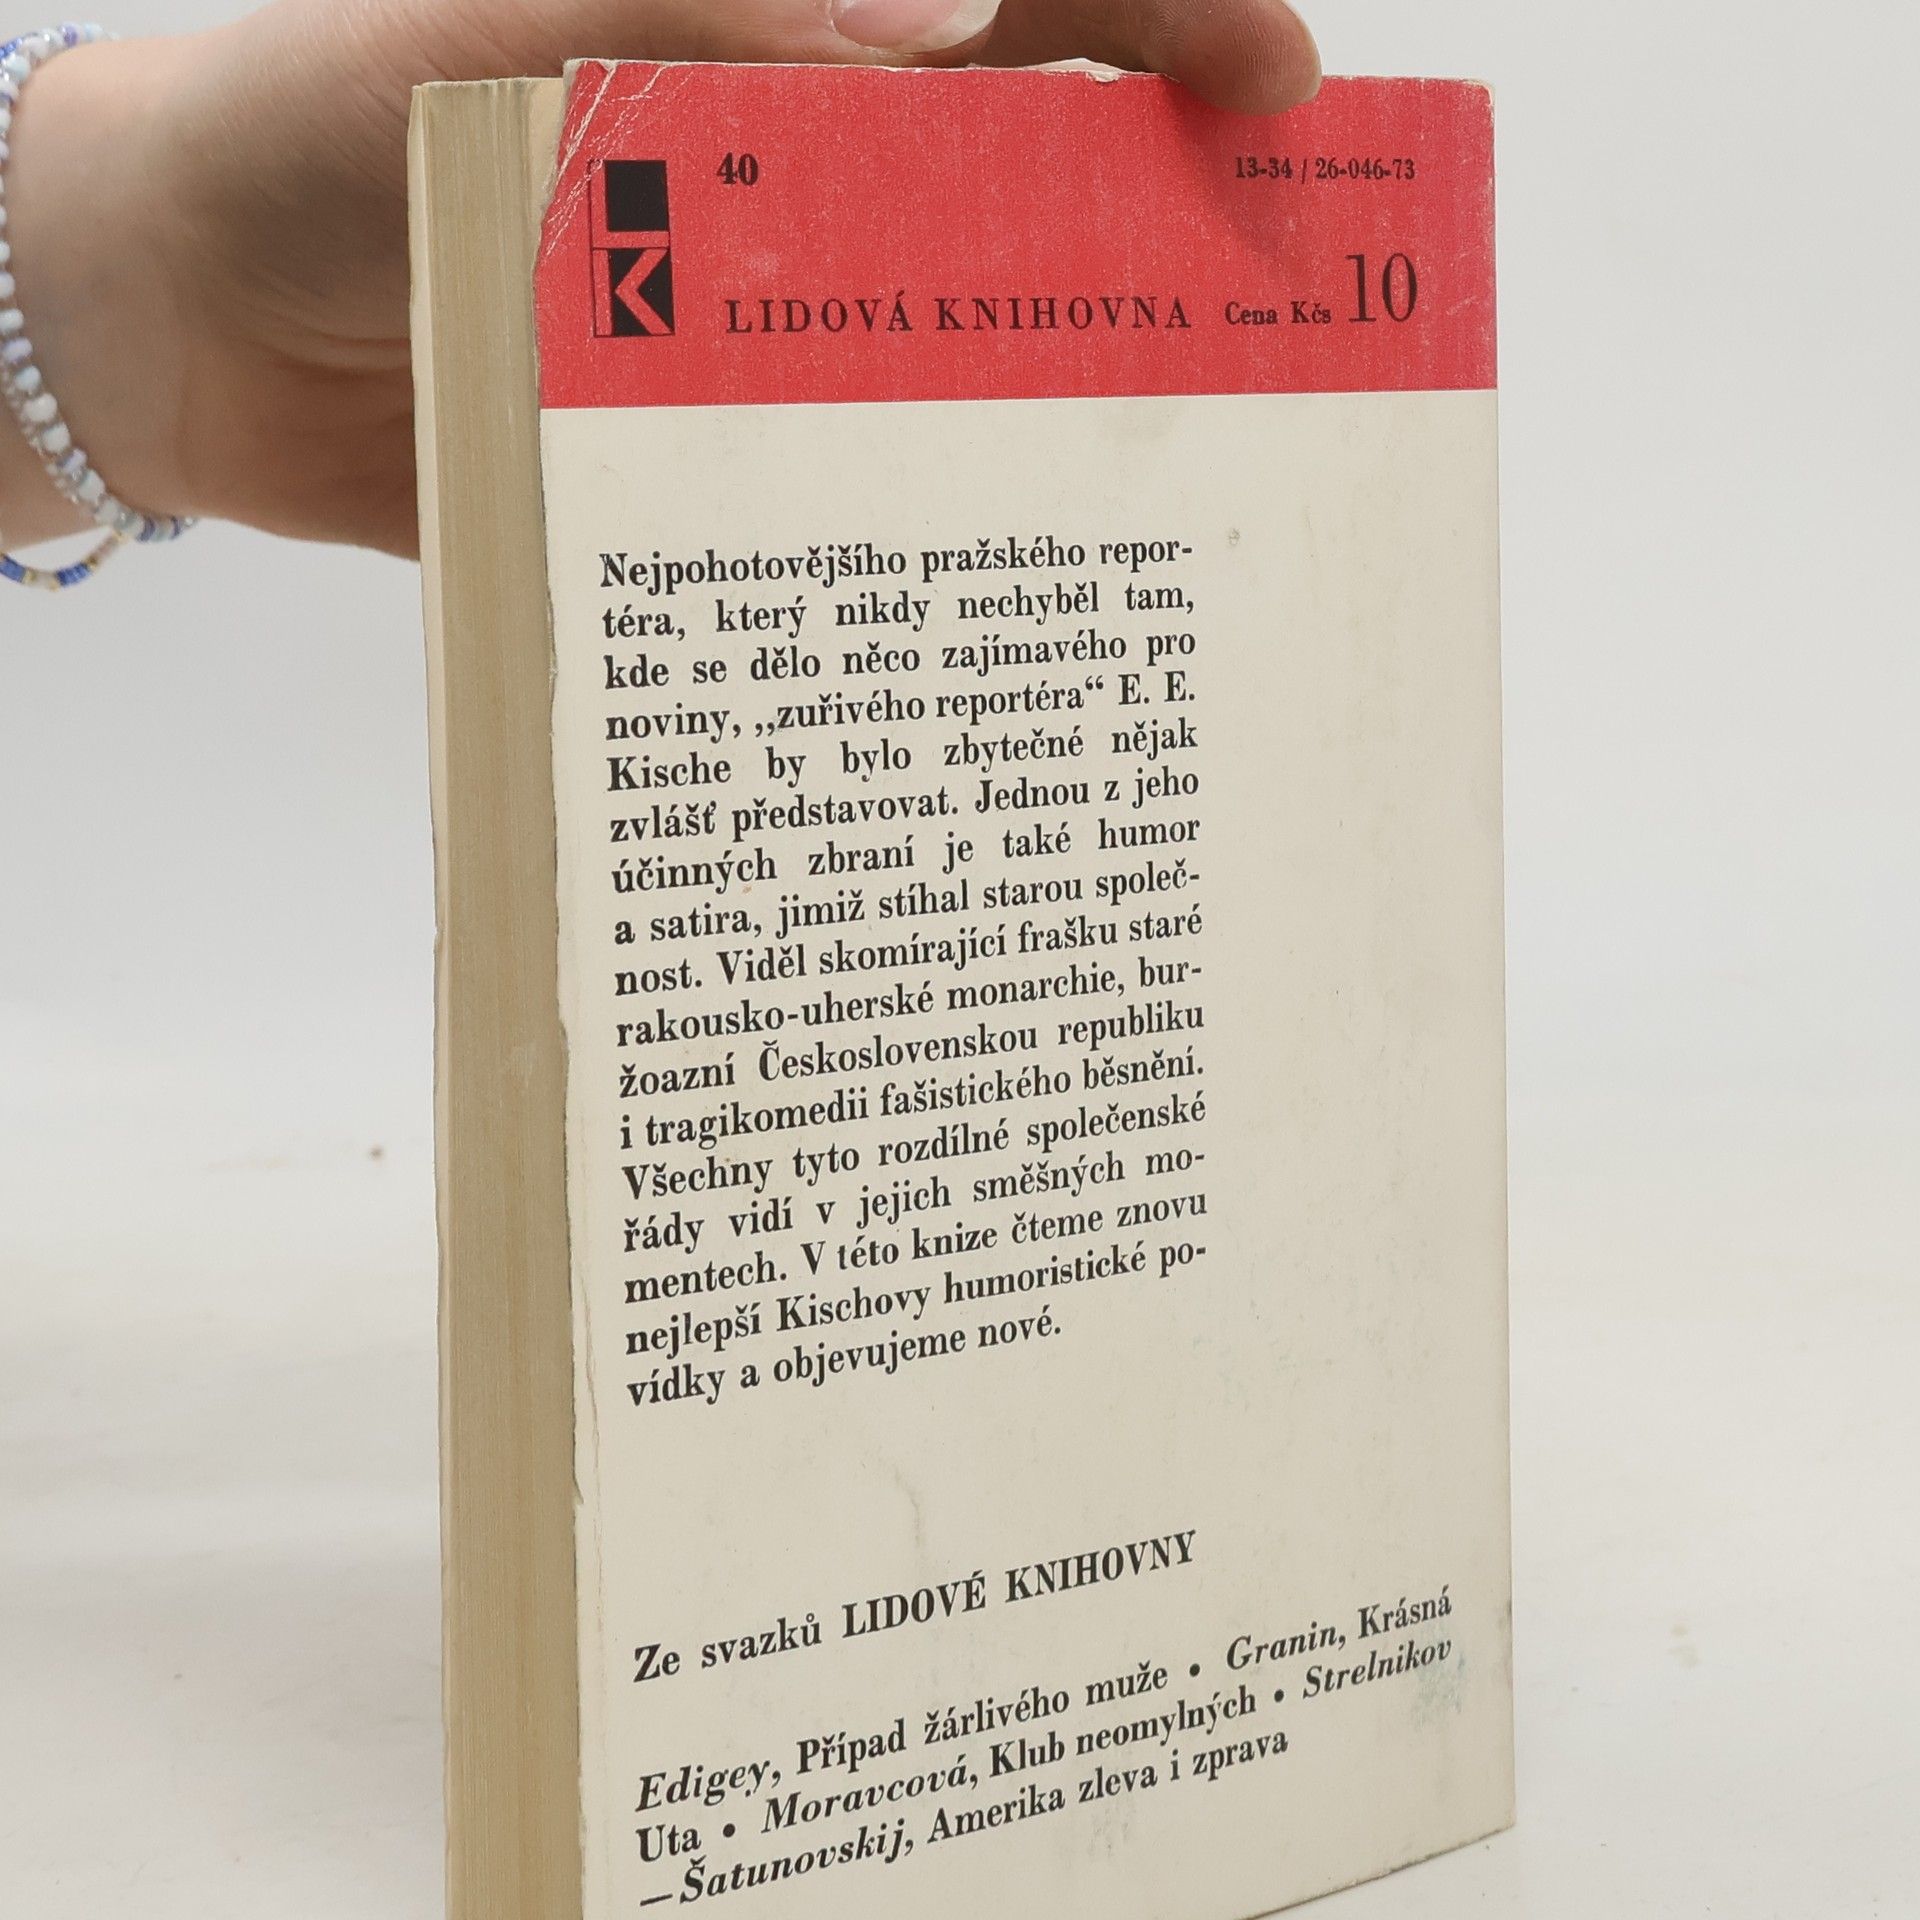 40
13-34 / 26-046-73
LK
LIDOVÁ KNIHOVNA Cena Kčs 10
Nejpohotovějšího pražského repor-
téra, který nikdy nechyběl tam,
kde se dělo něco zajímavého pro
noviny, „zuřivého reportéra“ E. E.
Kische by bylo zbytečné nějak
zvlášť představovat. Jednou z jeho
účinných zbraní je také humor
a satira, jimiž stíhal starou společ-
nost. Viděl skomírající frašku staré
rakousko-uherské monarchie, bur-
žoazní Československou republiku
i tragikomedii fašistického běsnění.
Všechny tyto rozdílné společenské
řády vidí v jejich směšných mo-
mentech. V této knize čteme znovu
nejlepší Kischovy humoristické po-
vídky a objevujeme nové.
Ze svazků LIDOVÉ KNIHOVNY
Edigey, Případ žárlivého muže • Granin, Krásná
Uta • Moravcová, Klub neomylných • Strelnikov
—Šatunovskij, Amerika zleva i zprava